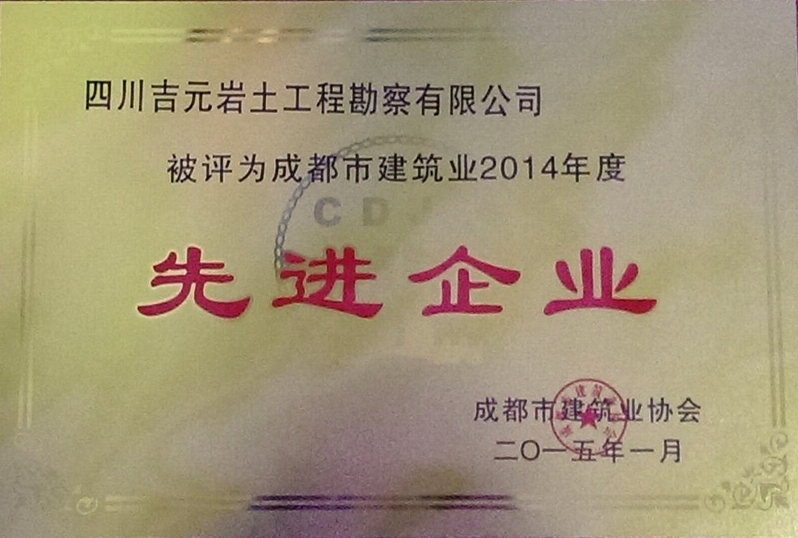 四川吉元岩土工程勘察有限公司
被评为成都市建筑业2014年度
CDJ
先进企业
成都市建筑业协会
二〇一五年一月